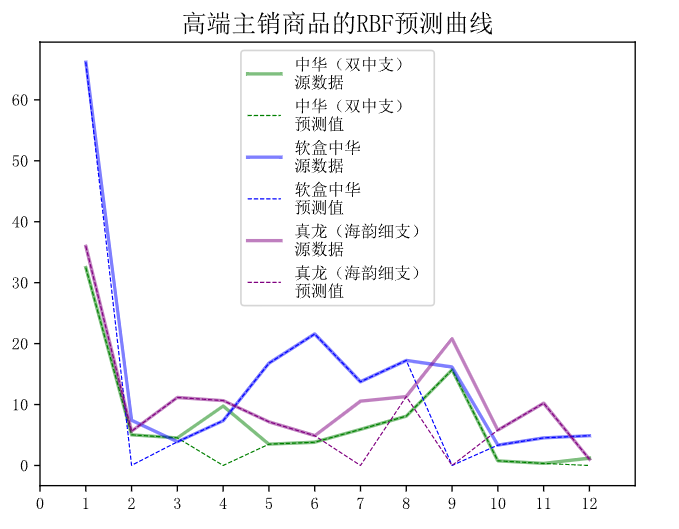 高端主销商品的RBF预测曲线
中华（双中支）
源数据
中华（双中支）
预测值
软盒中华
源数据
软盒中华
预测值
真龙（海韵细支）
源数据
真龙（海韵细支）
预测值
60
50
40
30
20
10
0
0 1 2 3 4 5 6 7 8 9 10 11 12